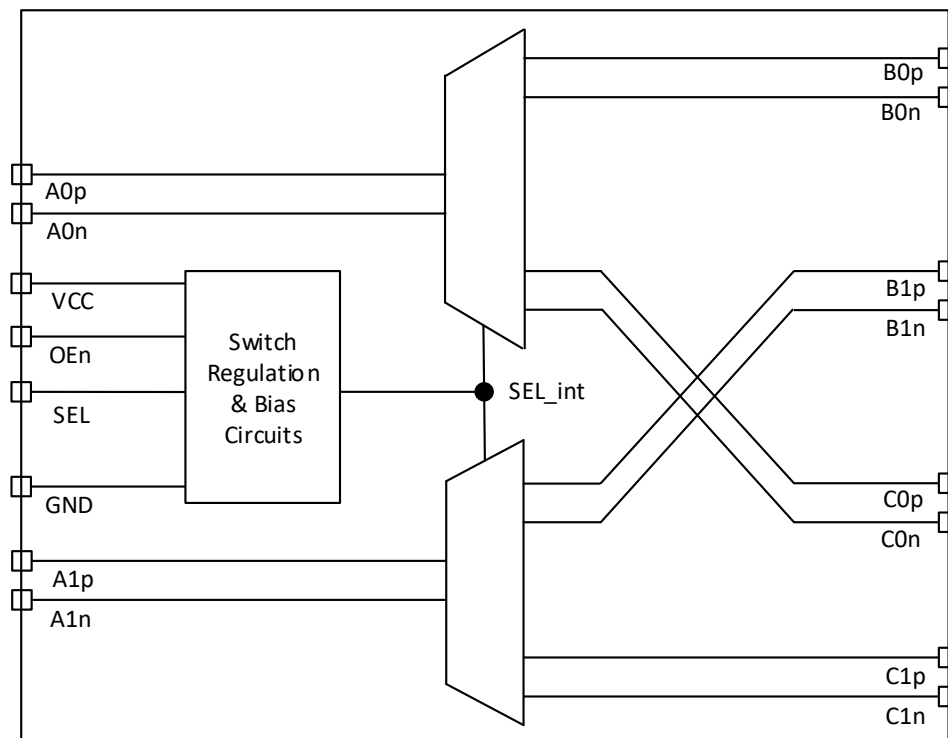 B0p
B0n
A0p
A0n
VCC
OEn
SEL
GND
Switch
Regulation
& Bias
Circuits
SEL_int
B1p
B1n
C0p
C0n
A1p
A1n
C1p
C1n